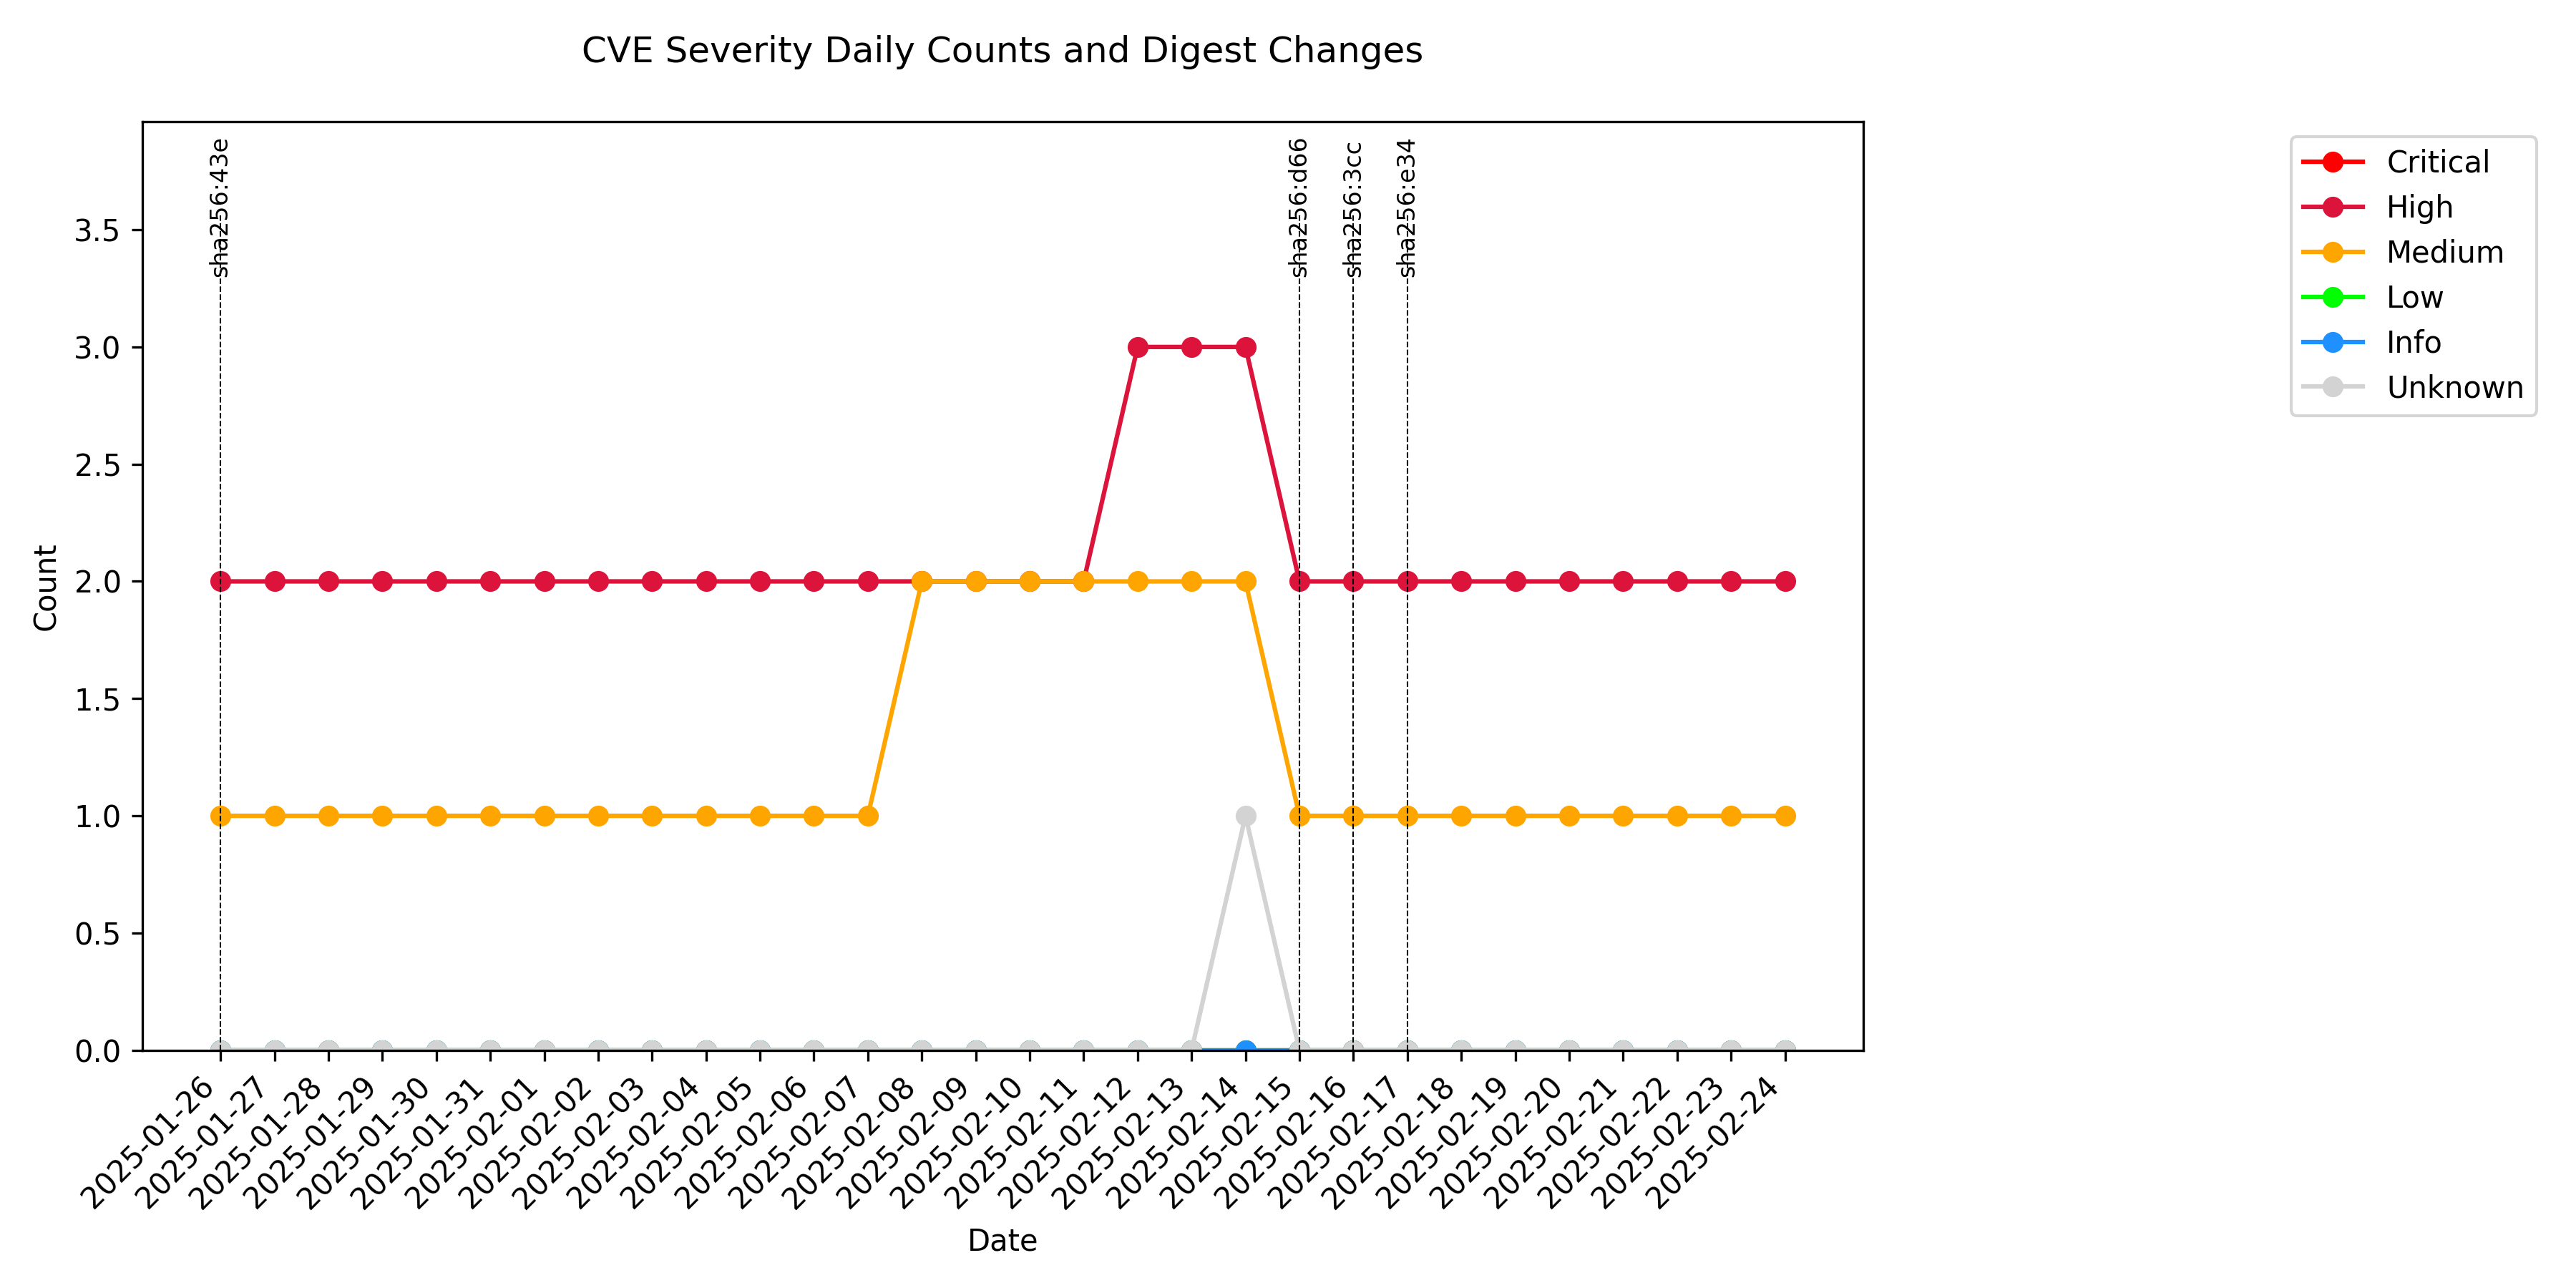 CVE Severity Daily Counts and Digest Changes
sha256:43e
sha256:d66
sha256:3cc
sha256:e34
Critical
High
Medium
Low
Info
Unknown
3.5
3.0
2.5
2.0
1.5
1.0
0.5
0.0
Count
2025-01-26
2025-01-27
2025-01-28
2025-01-29
2025-01-30
2025-01-31
2025-02-01
2025-02-02
2025-02-03
2025-02-04
2025-02-05
2025-02-06
2025-02-07
2025-02-08
2025-02-09
2025-02-10
2025-02-11
2025-02-12
2025-02-13
2025-02-14
2025-02-15
2025-02-16
2025-02-17
2025-02-18
2025-02-19
2025-02-20
2025-02-21
2025-02-22
2025-02-23
2025-02-24
Date